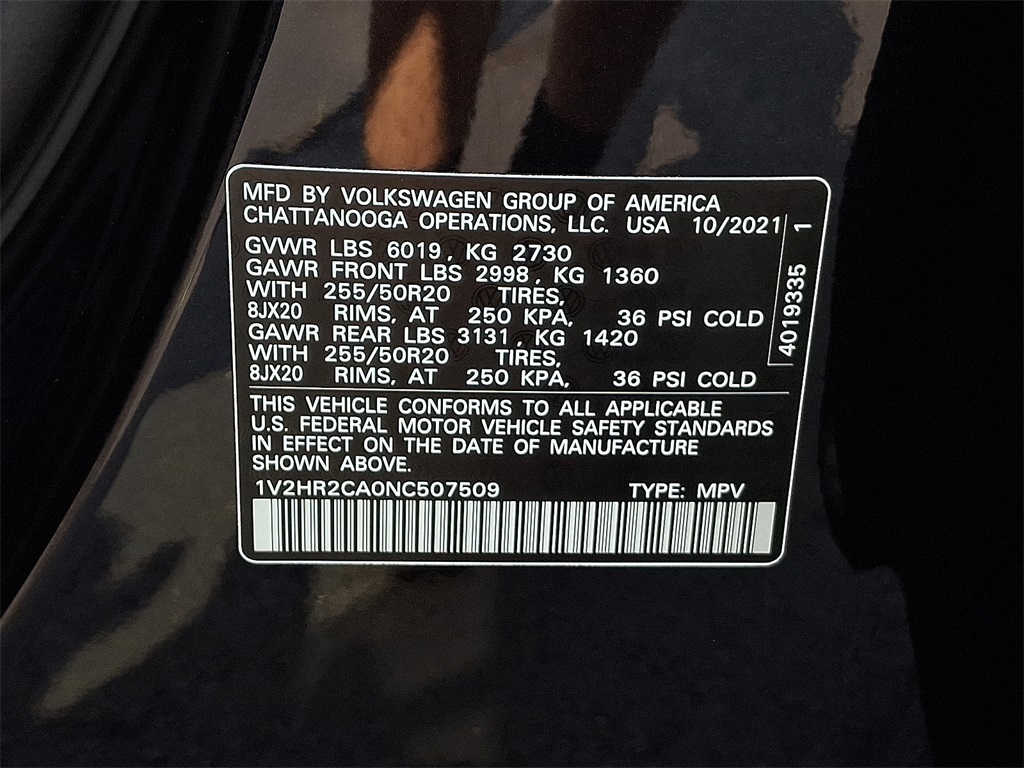 MFD BY VOLKSWAGEN GROUP OF AMERICA
CHATTANOOGA OPERATIONS, LLC. USA 10/2021
GVWR LBS 6019, KG 2730
GAWR FRONT LBS 2998, KG 1360
WITH 255/50R20 TIRES,
8JX20 RIMS, AT 250 KPA, 36 PSI COLD
GAWR REAR LBS 3131, KG 1420
WITH 255/50R20 TIRES,
8JX20 RIMS, AT 250 KPA, 36 PSI COLD
4019335 1
THIS VEHICLE CONFORMS TO ALL APPLICABLE
U.S. FEDERAL MOTOR VEHICLE SAFETY STANDARDS
IN EFFECT ON THE DATE OF MANUFACTURE
SHOWN ABOVE.
1V2HR2CA0NC507509 TYPE: MPV